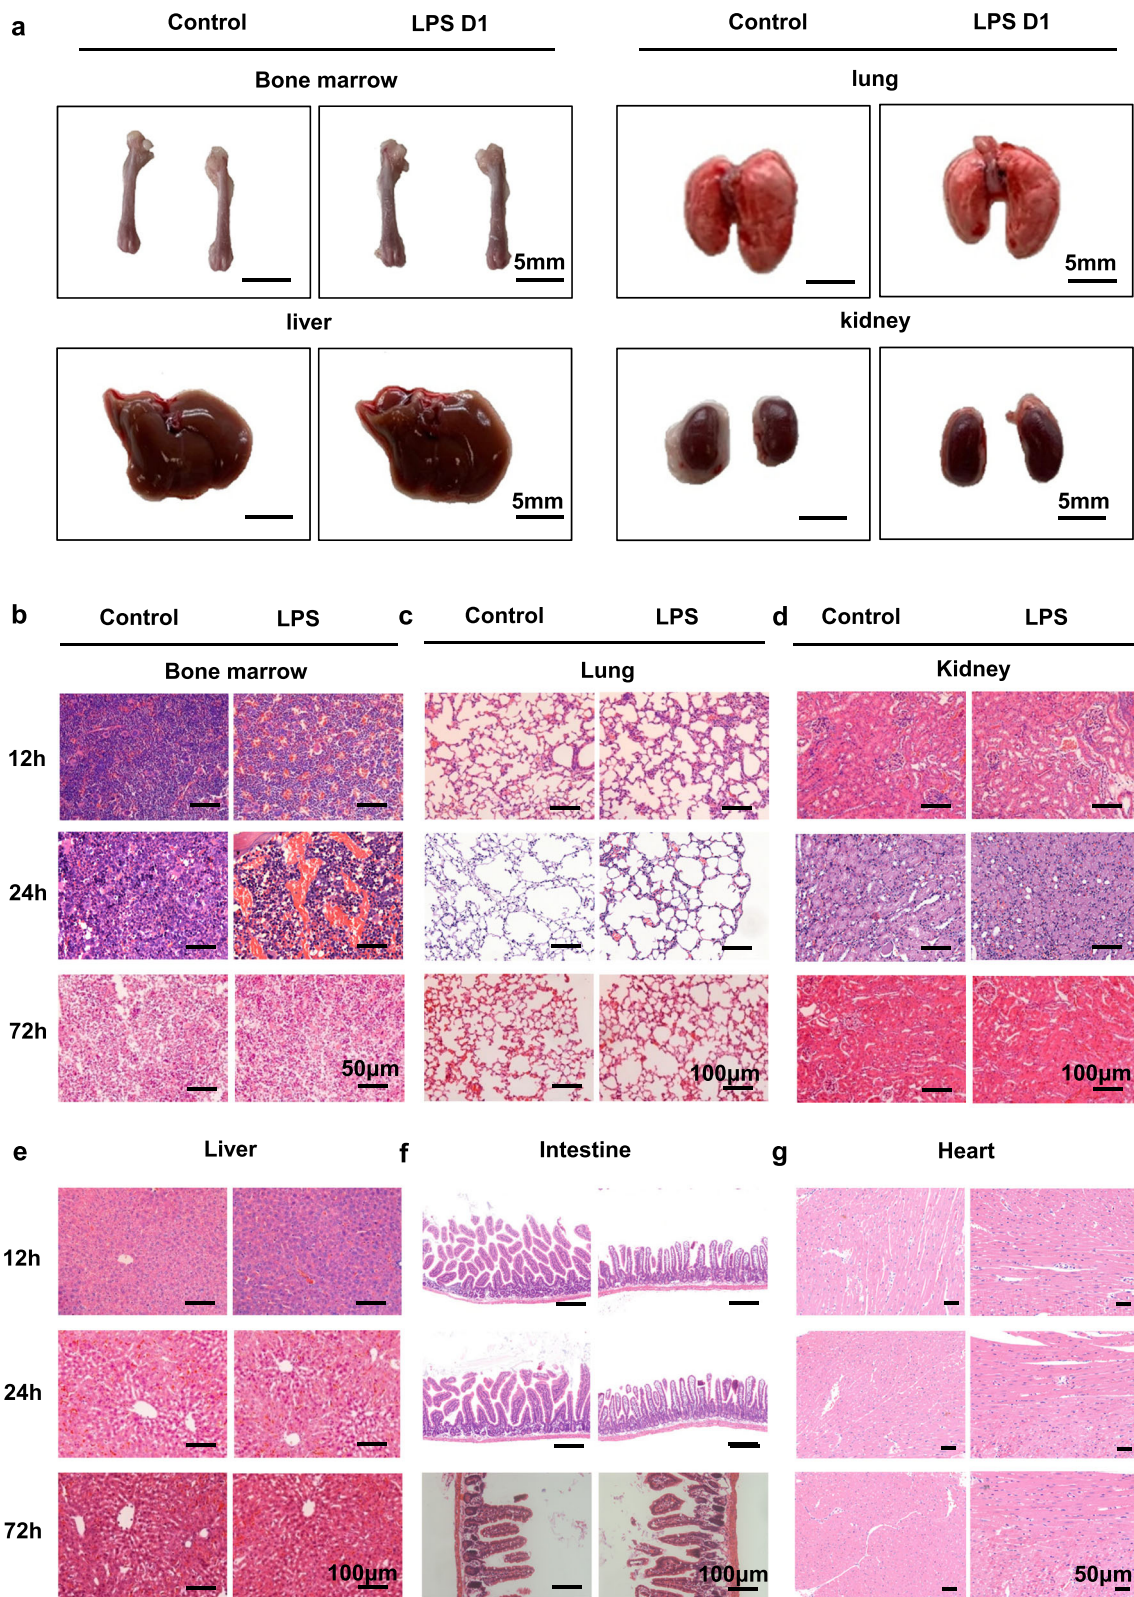 a
Control LPS D1 Control LPS D1
Bone marrow lung
5mm 5mm
liver kidney
5mm 5mm
b Control LPS c Control LPS d Control LPS
Bone marrow Lung Kidney
12h
24h
72h
50μm 100μm 100μm
e Liver f Intestine g Heart
12h
24h
72h
100μm 100μm 50μm